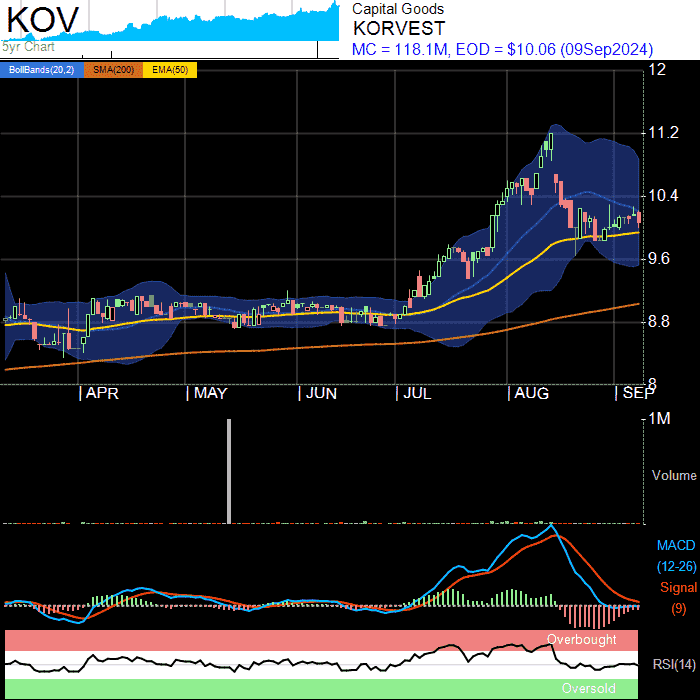 KOV
5yr Chart
Capital Goods
KORVEST
MC = 118.1M, EOD = $10.06 (09Sep2024)
BollBands(20,2) SMA(200) EMA(50)
12
11.2
10.4
9.6
8.8
8
APR MAY JUN JUL AUG SEP
1M
Volume
MACD
(12-26)
Signal
(9)
Overbought
RSI(14)
Oversold